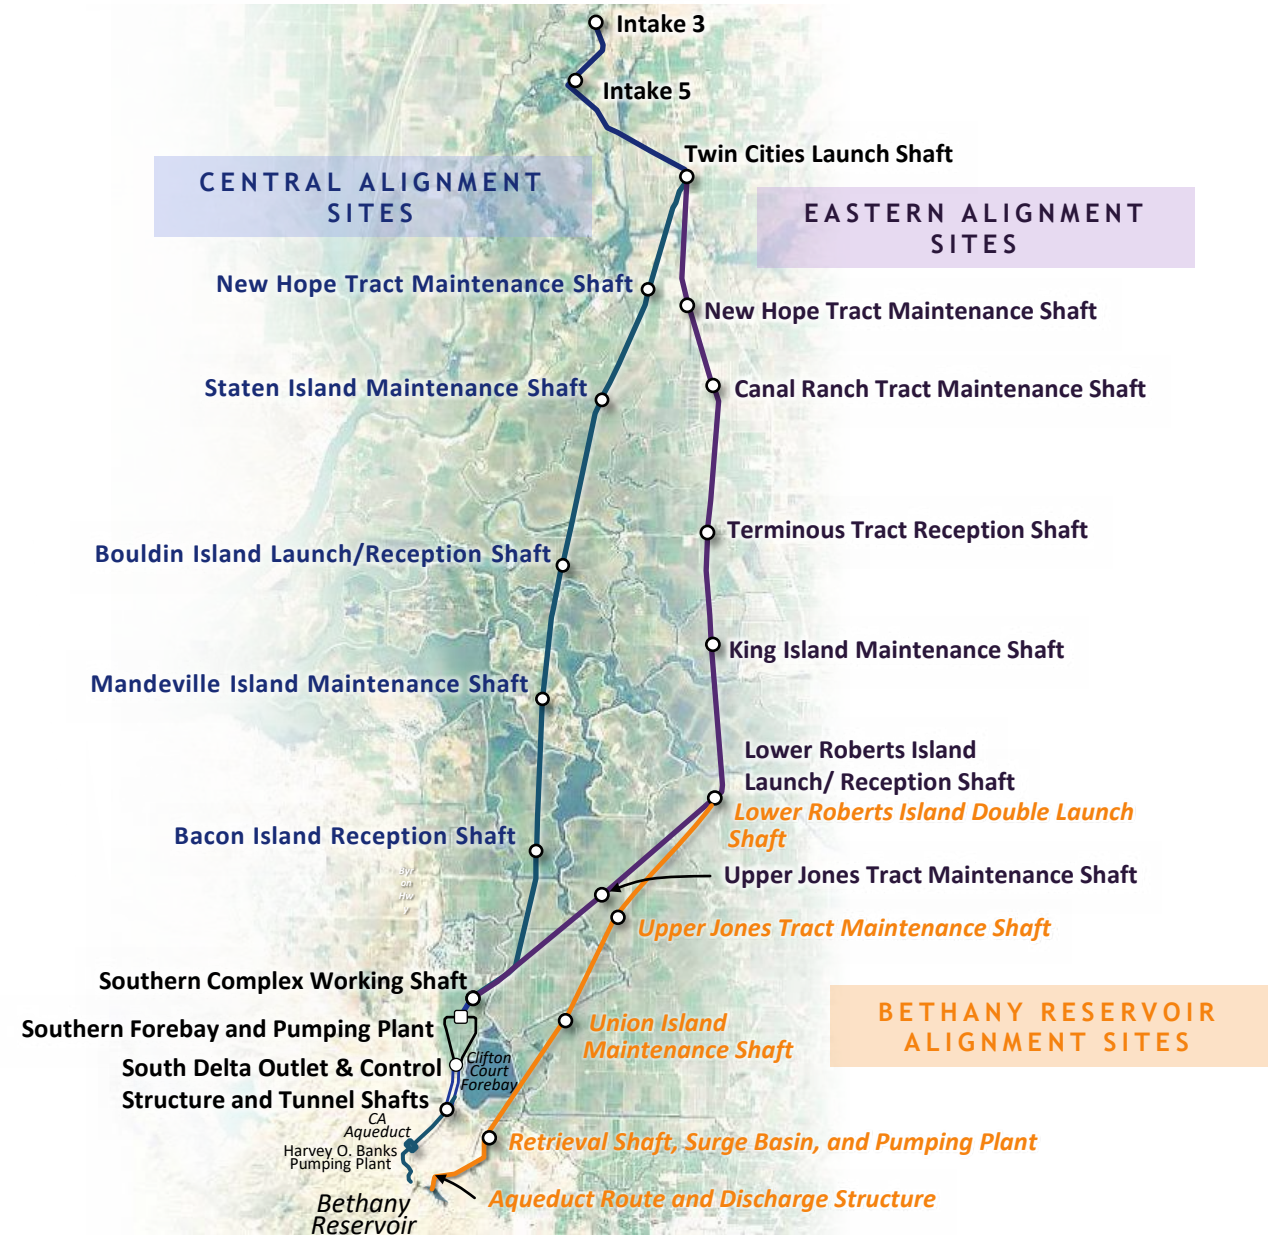 Intake 3
Intake 5
Twin Cities Launch Shaft
CENTRAL ALIGNMENT
SITES
EASTERN ALIGNMENT
SITES
New Hope Tract Maintenance Shaft
New Hope Tract Maintenance Shaft
Staten Island Maintenance Shaft
Canal Ranch Tract Maintenance Shaft
Terminous Tract Reception Shaft
Bouldin Island Launch/Reception Shaft
King Island Maintenance Shaft
Mandeville Island Maintenance Shaft
Lower Roberts Island
Launch/ Reception Shaft
Lower Roberts Island Double Launch
Shaft
Bacon Island Reception Shaft
Upper Jones Tract Maintenance Shaft
Byr
on
Hw
y
Upper Jones Tract Maintenance Shaft
Southern Complex Working Shaft
Southern Forebay and Pumping Plant
BETHANY RESERVOIR
ALIGNMENT SITES
Union Island
Maintenance Shaft
South Delta Outlet & Control
Structure and Tunnel Shafts
Clifton
Court
Forebay
CA
Aqueduct
Harvey O. Banks
Pumping Plant
Retrieval Shaft, Surge Basin, and Pumping Plant
Aqueduct Route and Discharge Structure
Bethany
Reservoir